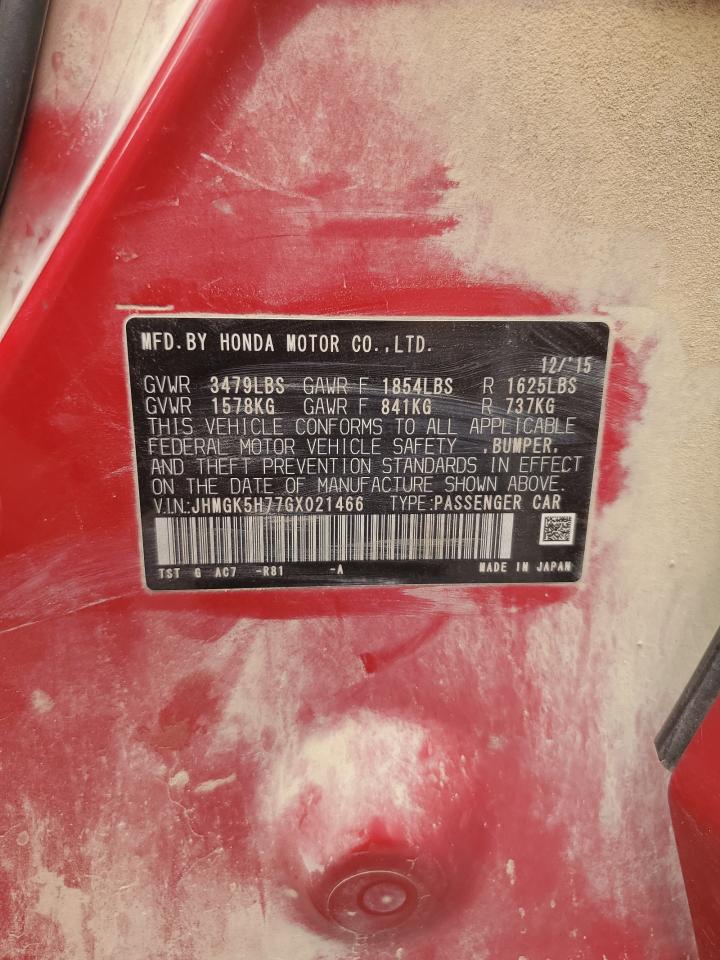 MFD.BY HONDA MOTOR CO.,LTD.
12/'15
GVWR 3479LBS GAWR F 1854LBS R 1625LBS
GVWR 1578KG GAWR F 841KG R 737KG
THIS VEHICLE CONFORMS TO ALL APPLICABLE
FEDERAL MOTOR VEHICLE SAFETY ,BUMPER,
AND THEFT PREVENTION STANDARDS IN EFFECT
ON THE DATE OF MANUFACTURE SHOWN ABOVE.
V.I.N.:JHMGK5H77GX021466 TYPE:PASSENGER CAR
TST G AC7 -R81 -A MADE IN JAPAN